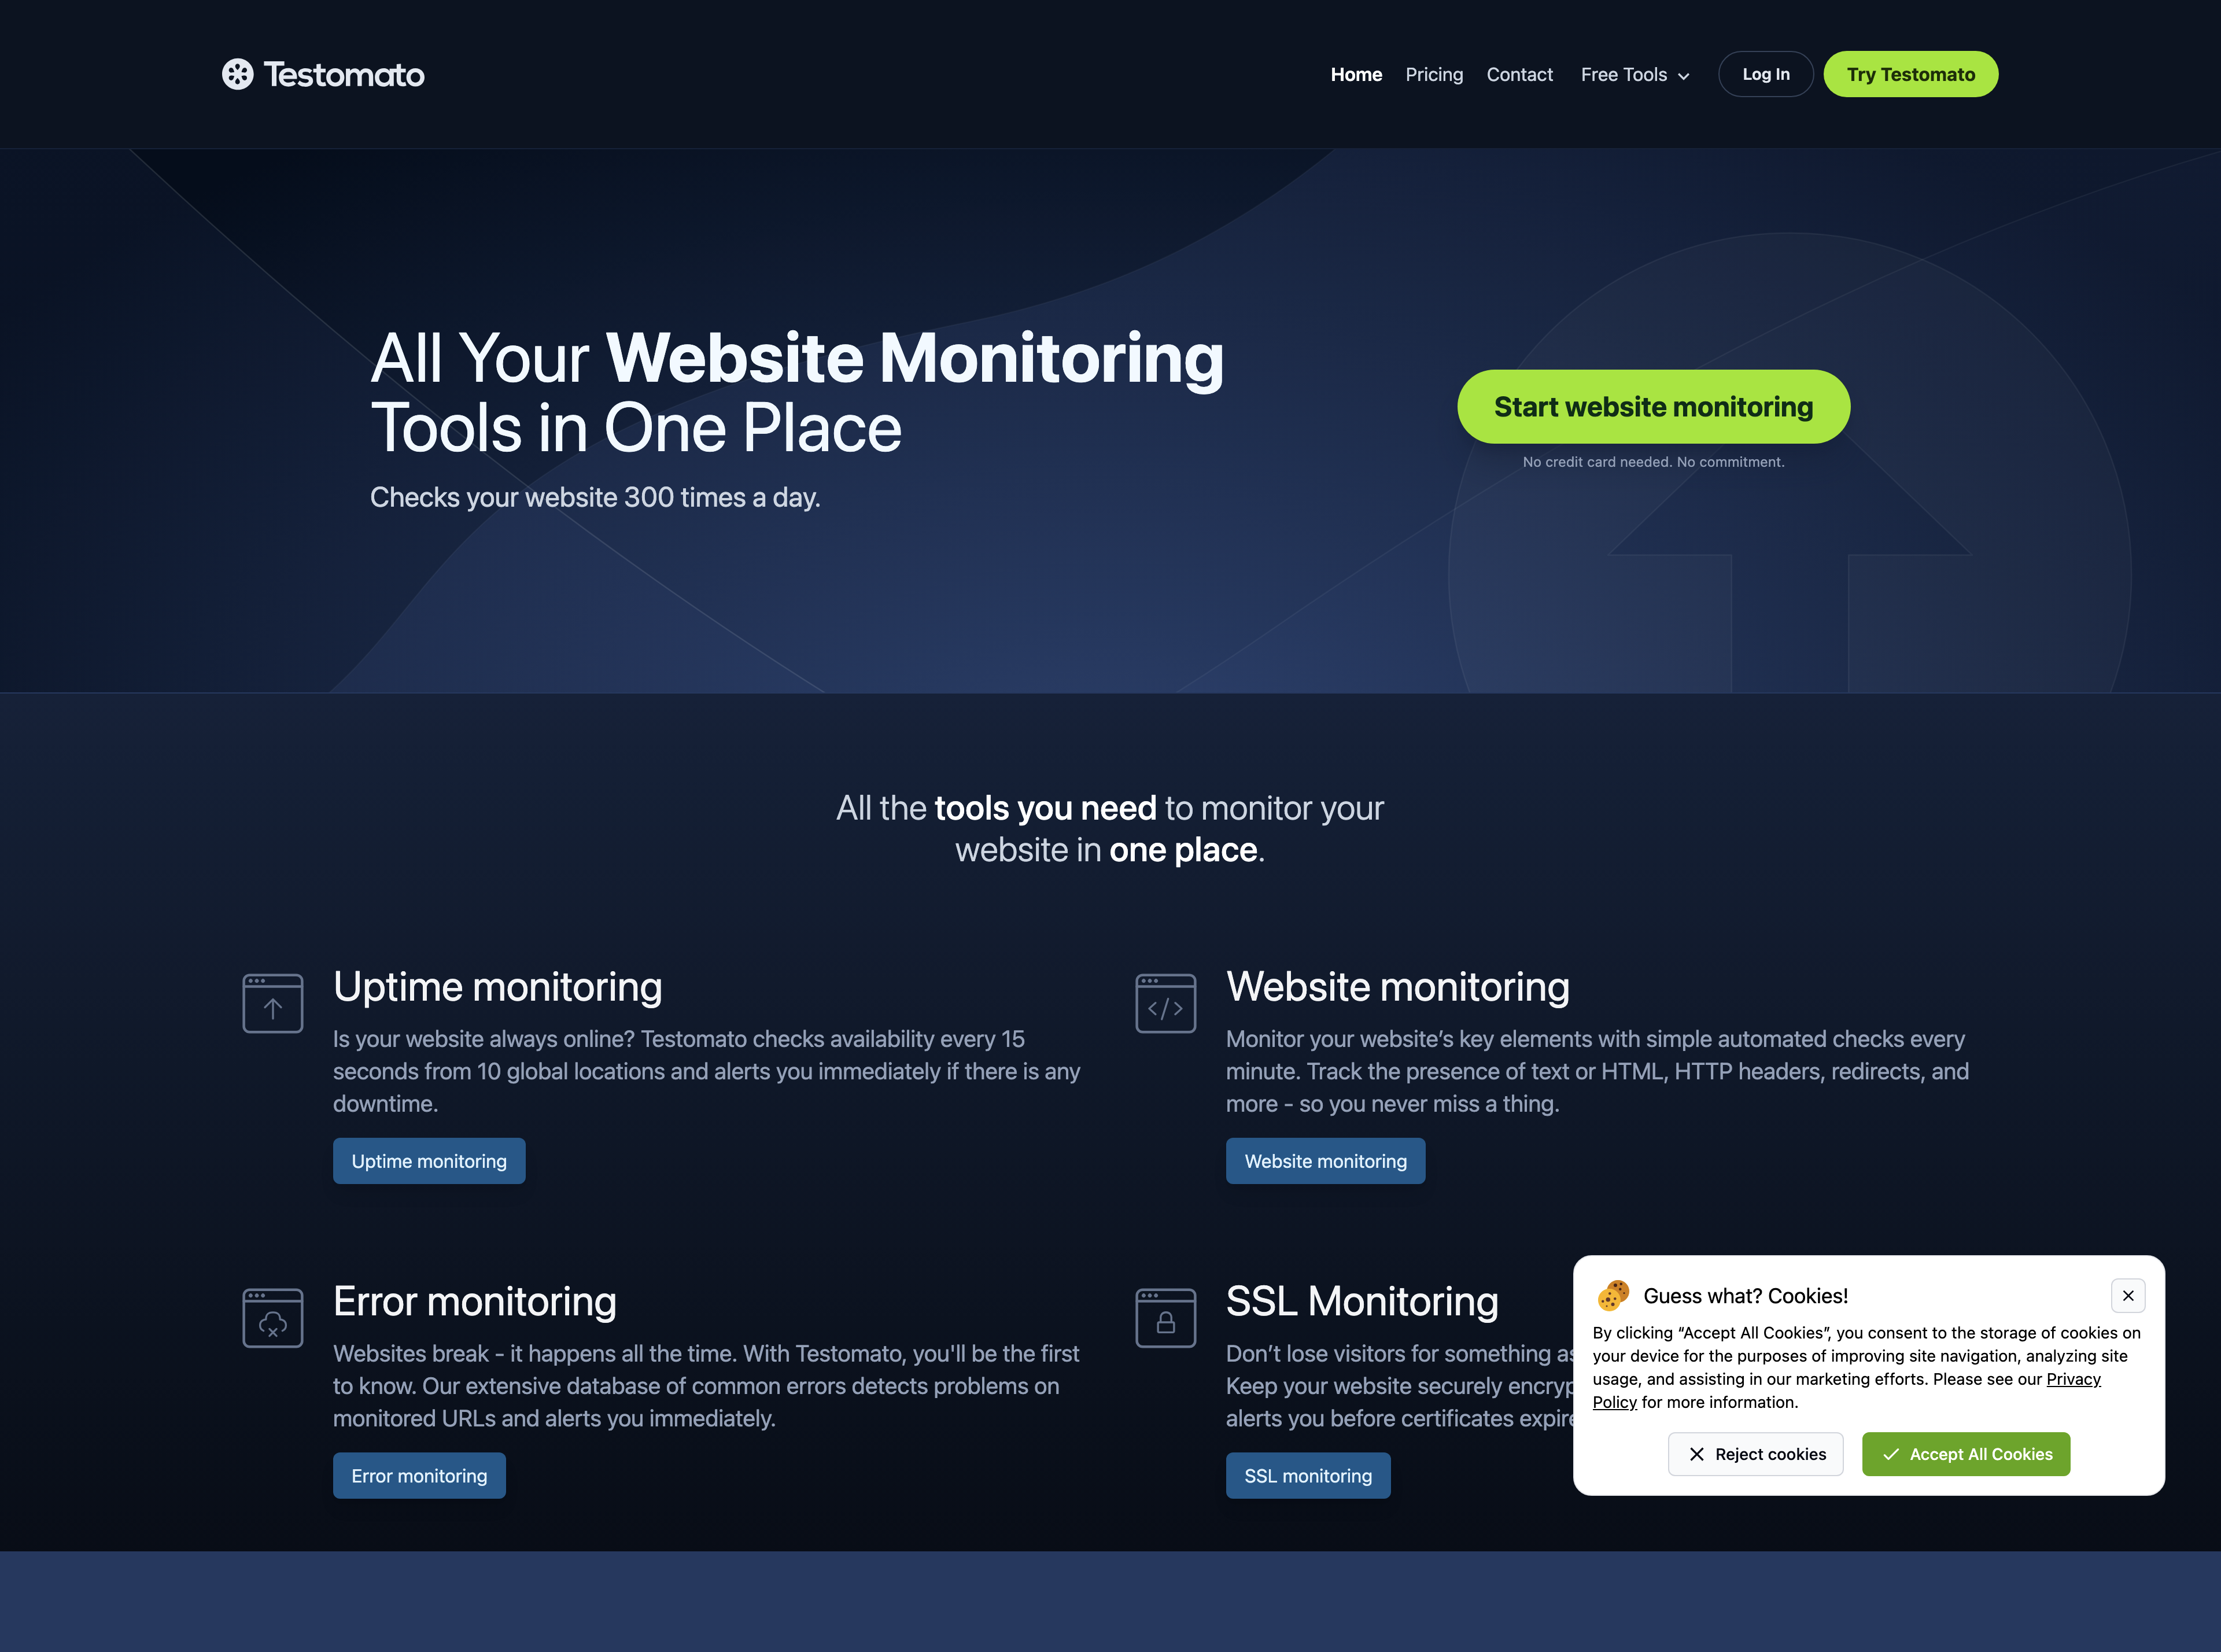 Testomato
Home Pricing Contact Free Tools Log In Try Testomato
All Your Website Monitoring
Tools in One Place
Checks your website 300 times a day.
Start website monitoring
No credit card needed. No commitment.
All the tools you need to monitor your
website in one place.
Uptime monitoring
Is your website always online? Testomato checks availability every 15
seconds from 10 global locations and alerts you immediately if there is any
downtime.
Uptime monitoring
Website monitoring
Monitor your website’s key elements with simple automated checks every
minute. Track the presence of text or HTML, HTTP headers, redirects, and
more - so you never miss a thing.
Website monitoring
Error monitoring
Websites break - it happens all the time. With Testomato, you'll be the first
to know. Our extensive database of common errors detects problems on
monitored URLs and alerts you immediately.
Error monitoring
SSL Monitoring
Don’t lose visitors for something
Keep your website securely
alerts you before certificates
SSL monitoring
Guess what? Cookies!
By clicking “Accept All Cookies”, you consent to the storage of cookies on
your device for the purposes of improving site navigation, analyzing site
usage, and assisting in our marketing efforts. Please see our Privacy
Policy for more information.
Reject cookies
Accept All Cookies